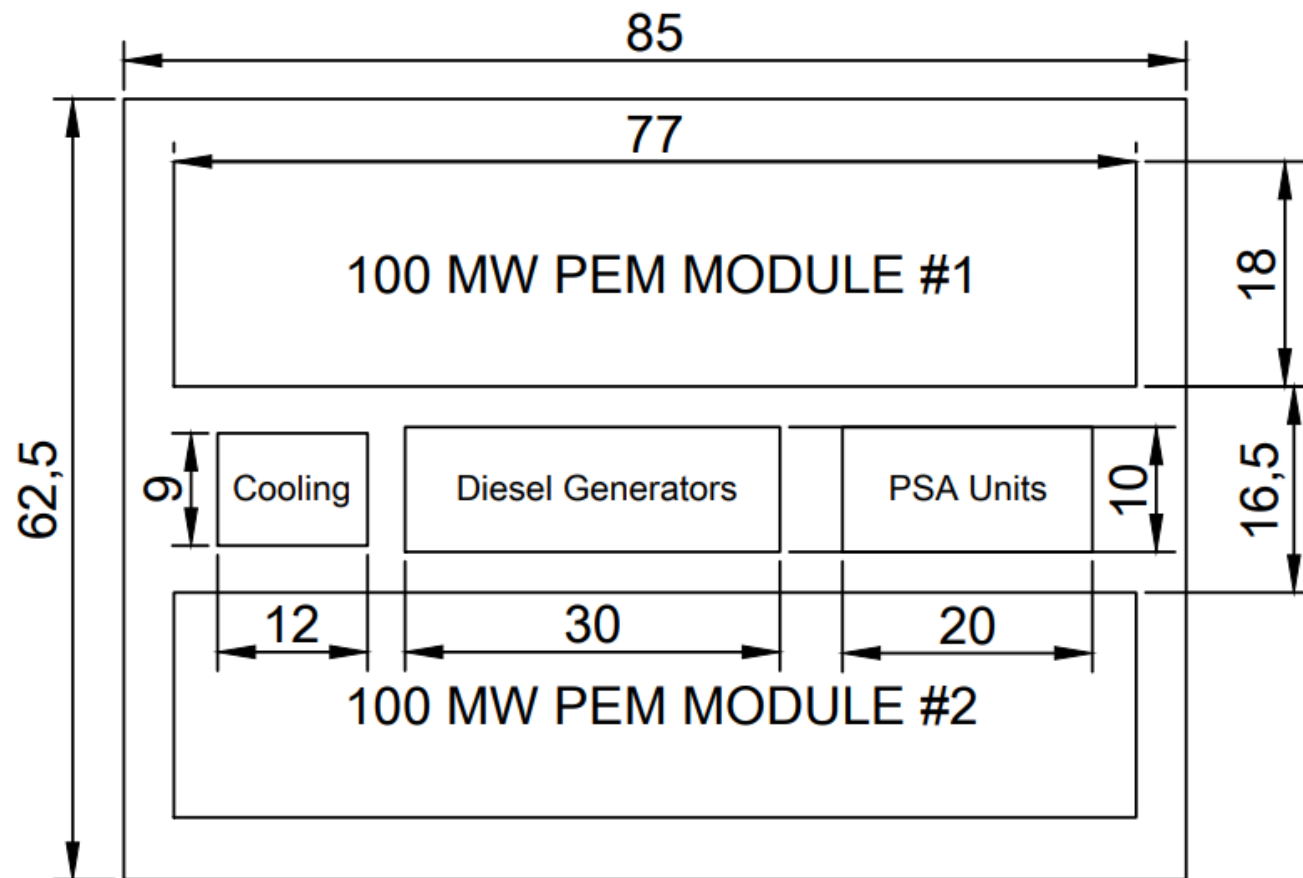 85
77
100 MW PEM MODULE #1
18
62,5
9
Cooling
Diesel Generators
PSA Units
10
16,5
12
30
20
100 MW PEM MODULE #2